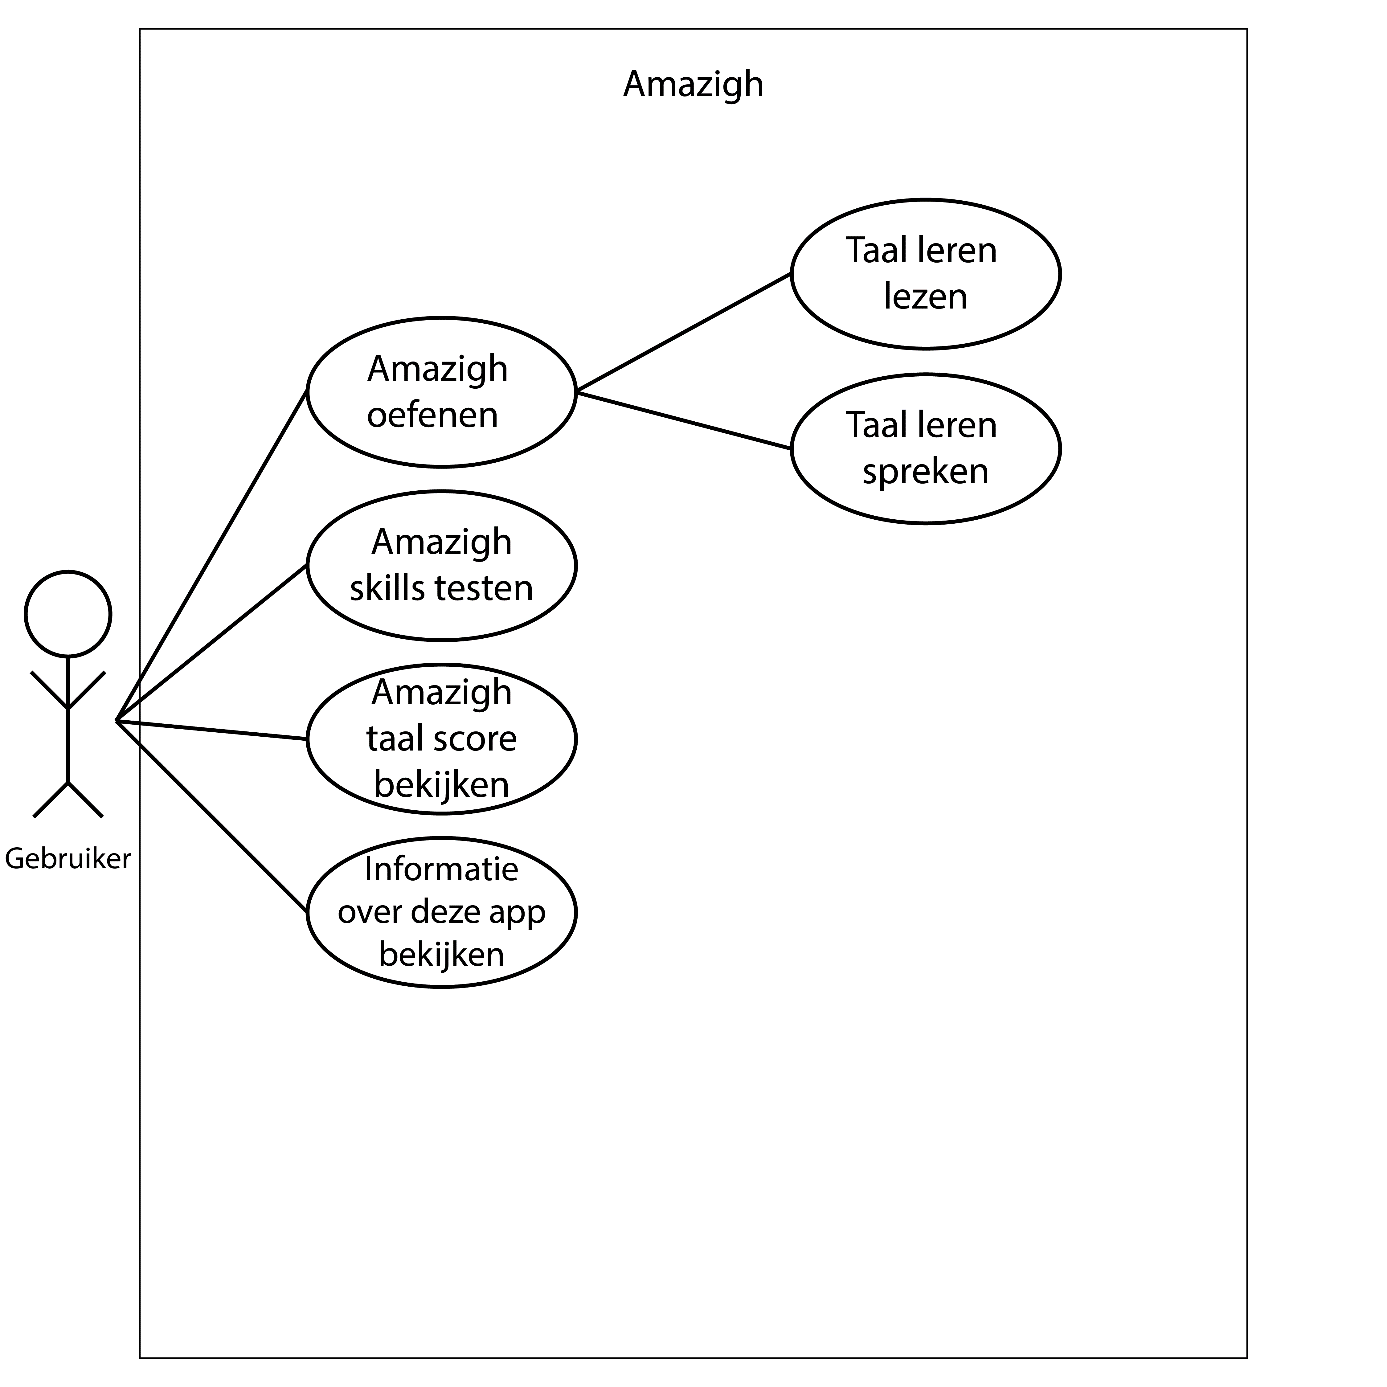 Amazigh
Taal leren
lezen
Amazigh
oefenen
Taal leren
spreken
Amazigh
skills testen
Amazigh
taal score
bekijken
Gebruiker
Informatie
over deze app
bekijken